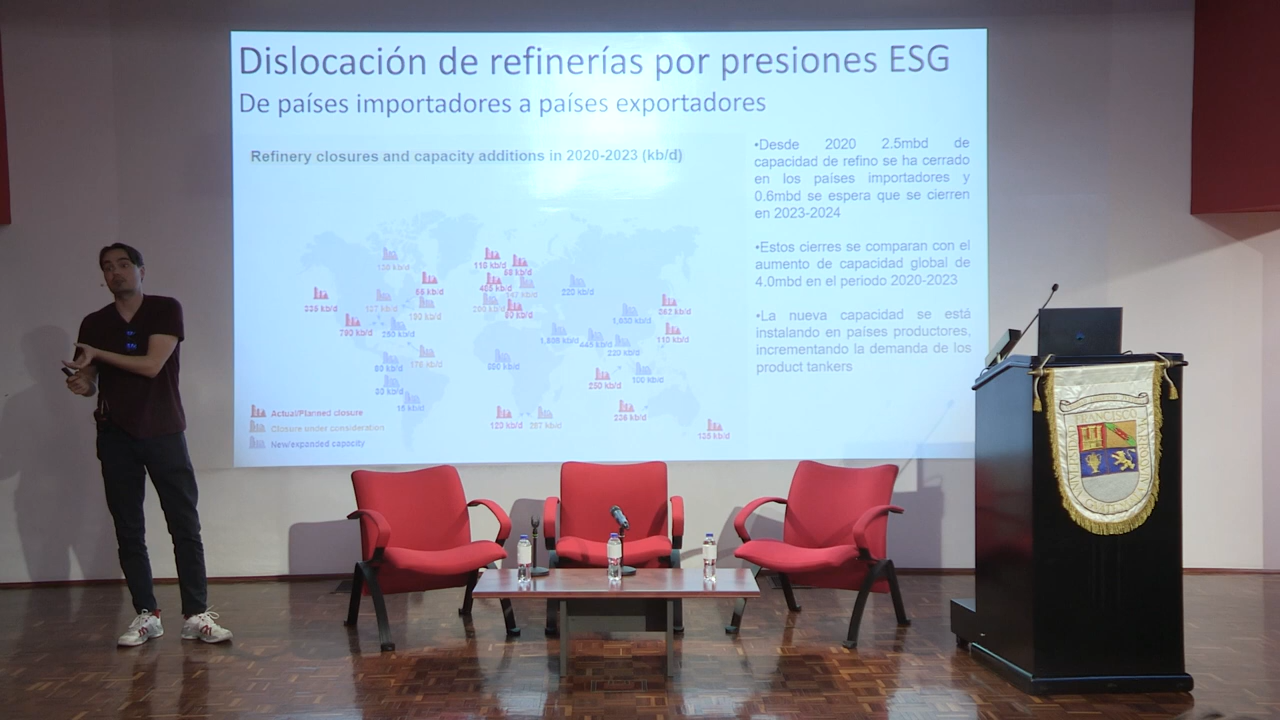 Dislocación de refinerías por presiones ESG
De países importadores a países exportadores
Refinery closures and capacity additions in 2020-2023 (kb/d)
•Desde 2020 2.5mbd de
capacidad de refino se ha cerrado
en los países importadores y
0.6mbd se espera que se cierren
en 2023-2024
•Estos cierres se comparan con el
aumento de capacidad global de
4.0mbd en el periodo 2020-2023
•La nueva capacidad se está
instalando en países productores,
incrementando la demanda de los
product tankers
335 kb/d
250 kb/d
220 kb/d
262 kb/d
110 kb/d
250 kb/d
100 kb/d
236 kb/d
135 kb/d
Actual/Planned closure
Closure under consideration
New/expanded capacity
FRANCISCO